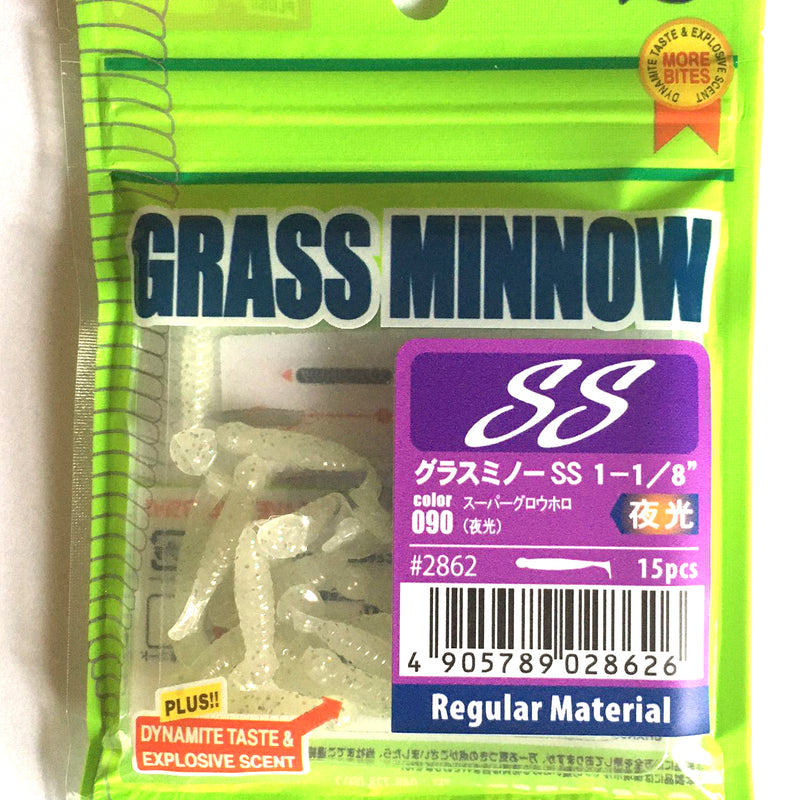 DYNAMITE TASTE & EXPLOSIVE SCENT
MORE
BITES
GRASS MINNOW
SS
グラスミノーSS 1-1/8”
color
090
スーパーグロウホロ
(夜光)
夜光
#2862
15pcs
4 905789 028626
Regular Material
PLUS!!
DYNAMITE TASTE &
EXPLOSIVE SCENT